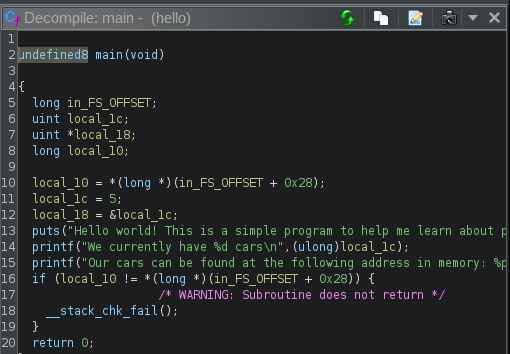 Decompile: main - (hello)
1
2 undefined8 main(void)
3
4 {
5 long in_FS_OFFSET;
6 uint local_1c;
7 uint *local_18;
8 long local_10;
9
10 local_10 = *(long *)(in_FS_OFFSET + 0x28);
11 local_1c = 5;
12 local_18 = &local_1c;
13 puts("Hello world! This is a simple program to help me learn about p
14 printf("We currently have %d cars\n",(ulong)local_1c);
15 printf("Our cars can be found at the following address in memory: %p
16 if (local_10 != *(long *)(in_FS_OFFSET + 0x28)) {
17 /* WARNING: Subroutine does not return */
18 __stack_chk_fail();
19 }
20 return 0;